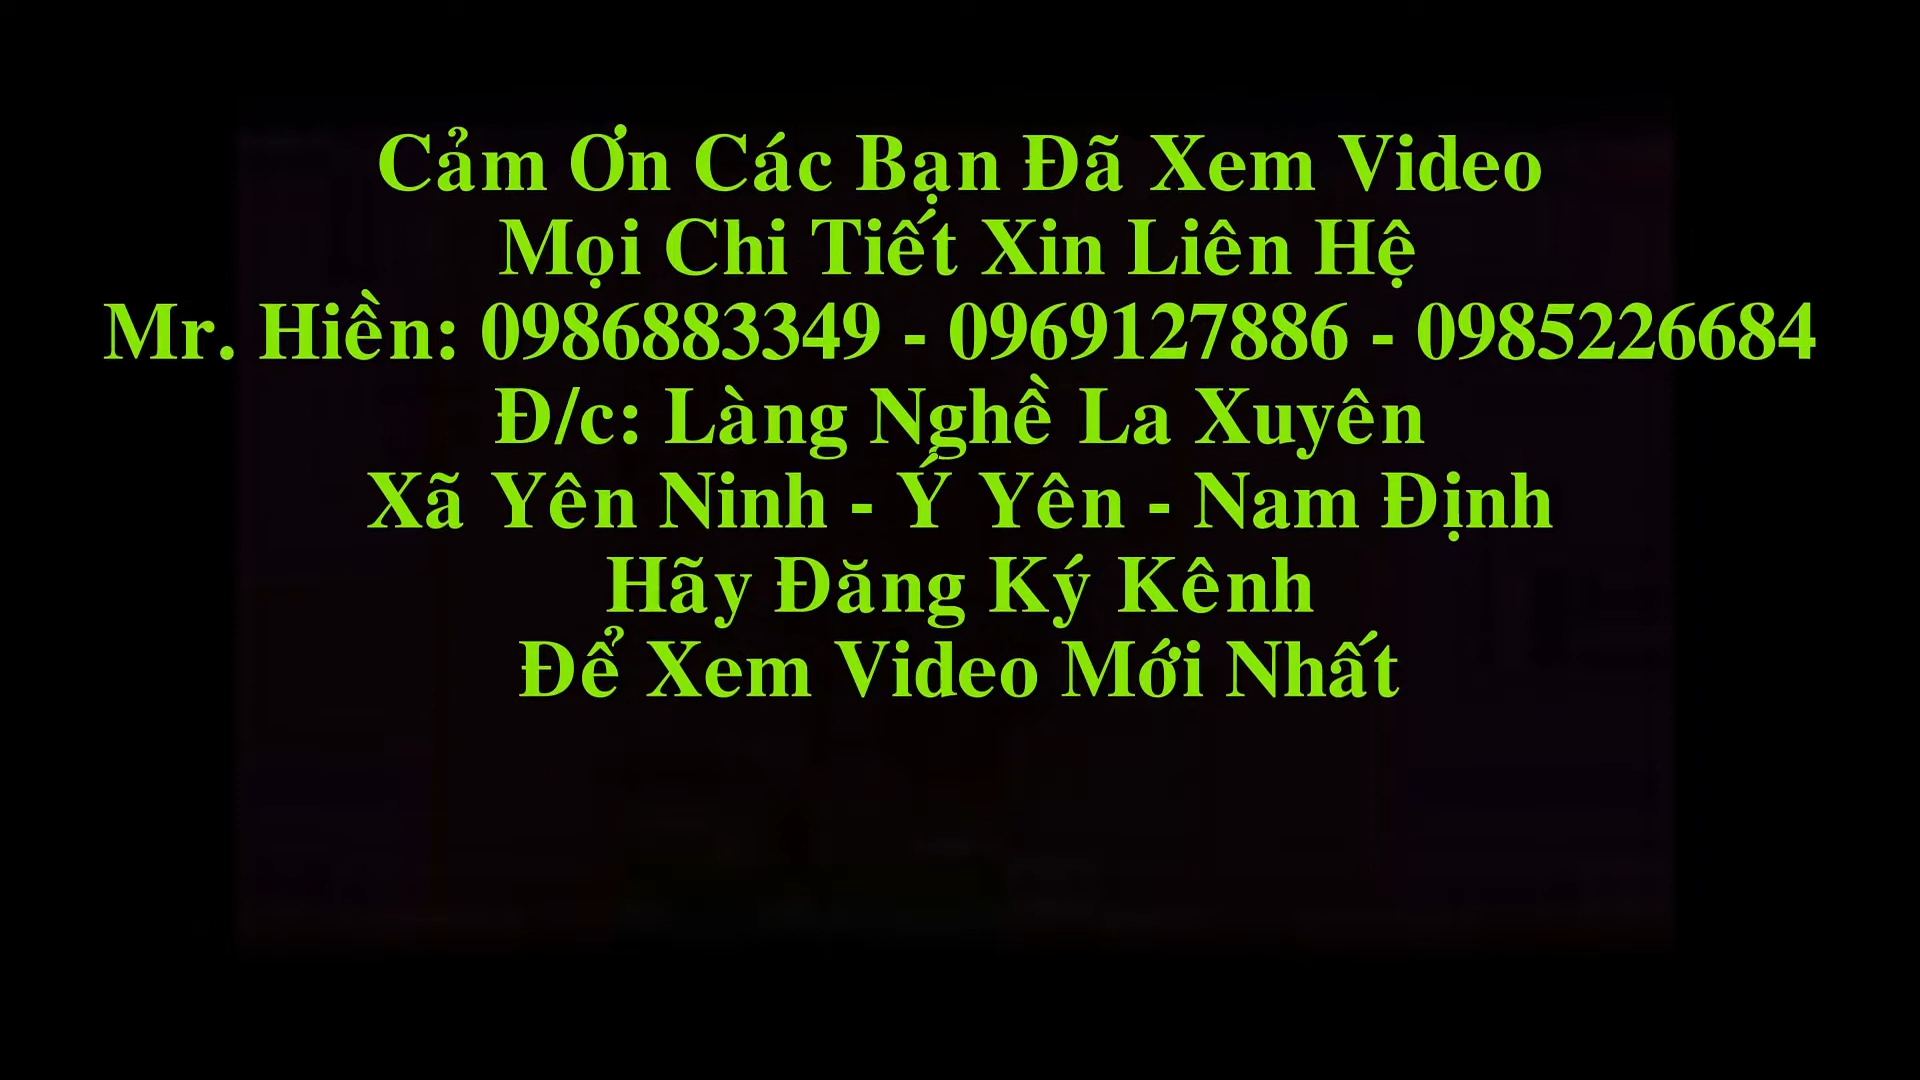 Cảm Ơn Các Bạn Đã Xem Video
Mọi Chi Tiết Xin Liên Hệ
Mr. Hiền: 0986883349 - 0969127886 - 0985226684
Đ/c: Làng Nghề La Xuyên
Xã Yên Ninh - Ý Yên - Nam Định
Hãy Đăng Ký Kênh
Để Xem Video Mới Nhất